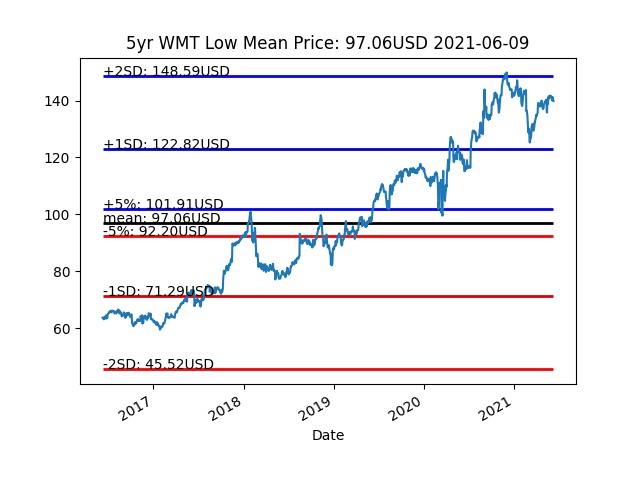 5yr WMT Low Mean Price: 97.06USD 2021-06-09
+2SD: 148.59USD
140
+1SD: 122.82USD
120
+5%: 101.91USD
100
mean: 97.06USD
-5%: 92.20USD
80
-1SD: 71.29USD
60
-2SD: 45.52USD
2017
2018
2019
2020
2021
Date